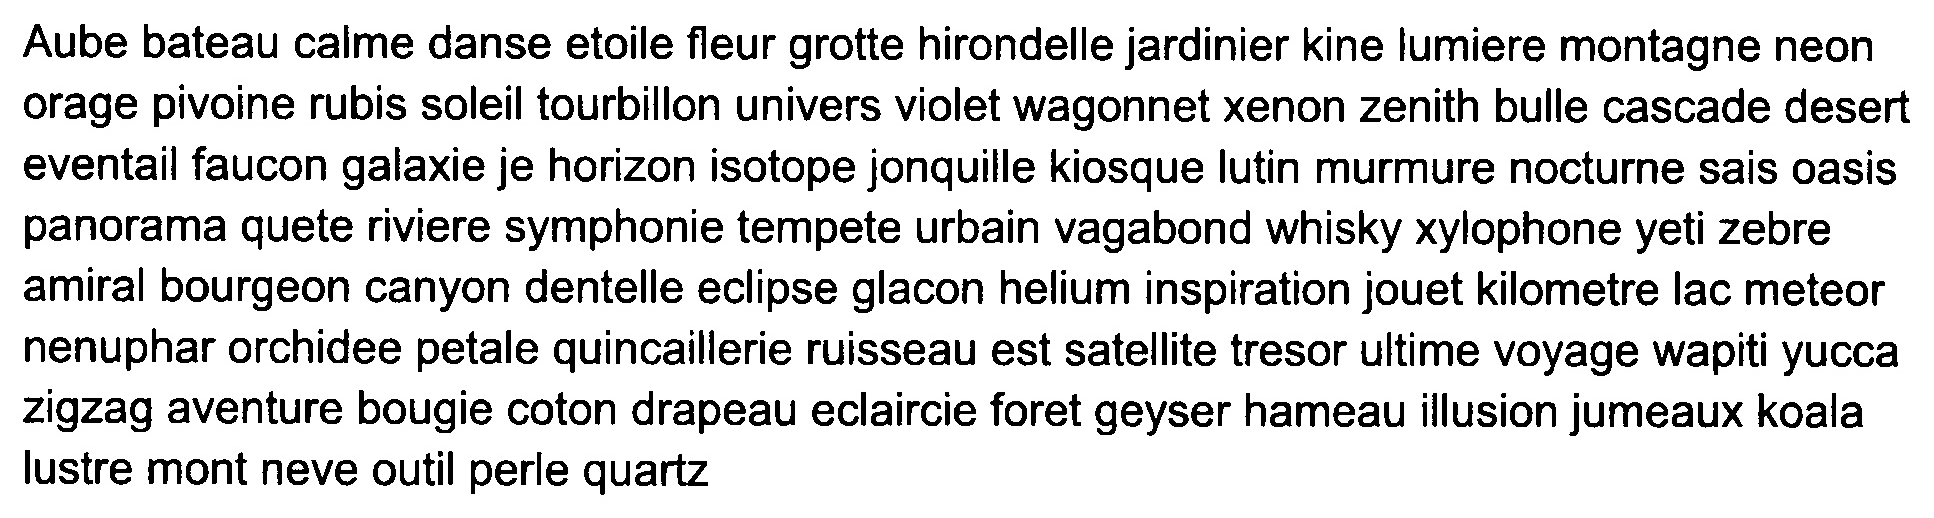 Aube bateau calme danse etoile fleur grotte hirondelle jardinier kine lumiere montagne neon
orage pivoine rubis soleil tourbillon univers violet wagonnet xenon zenith bulle cascade desert
eventail faucon galaxie je horizon isotope jonquille kiosque lutin murmure nocturne sais oasis
panorama quete riviere symphonie tempete urbain vagabond whisky xylophone yeti zebre
amiral bourgeon canyon dentelle eclipse glacon helium inspiration jouet kilometre lac meteor
nenuphar orchidee petale quincaillerie ruisseau est satellite tresor ultime voyage wapiti yucca
zigzag aventure bougie coton drapeau eclaircie foret geyser hameau illusion jumeaux koala
lustre mont neve outil perle quartz